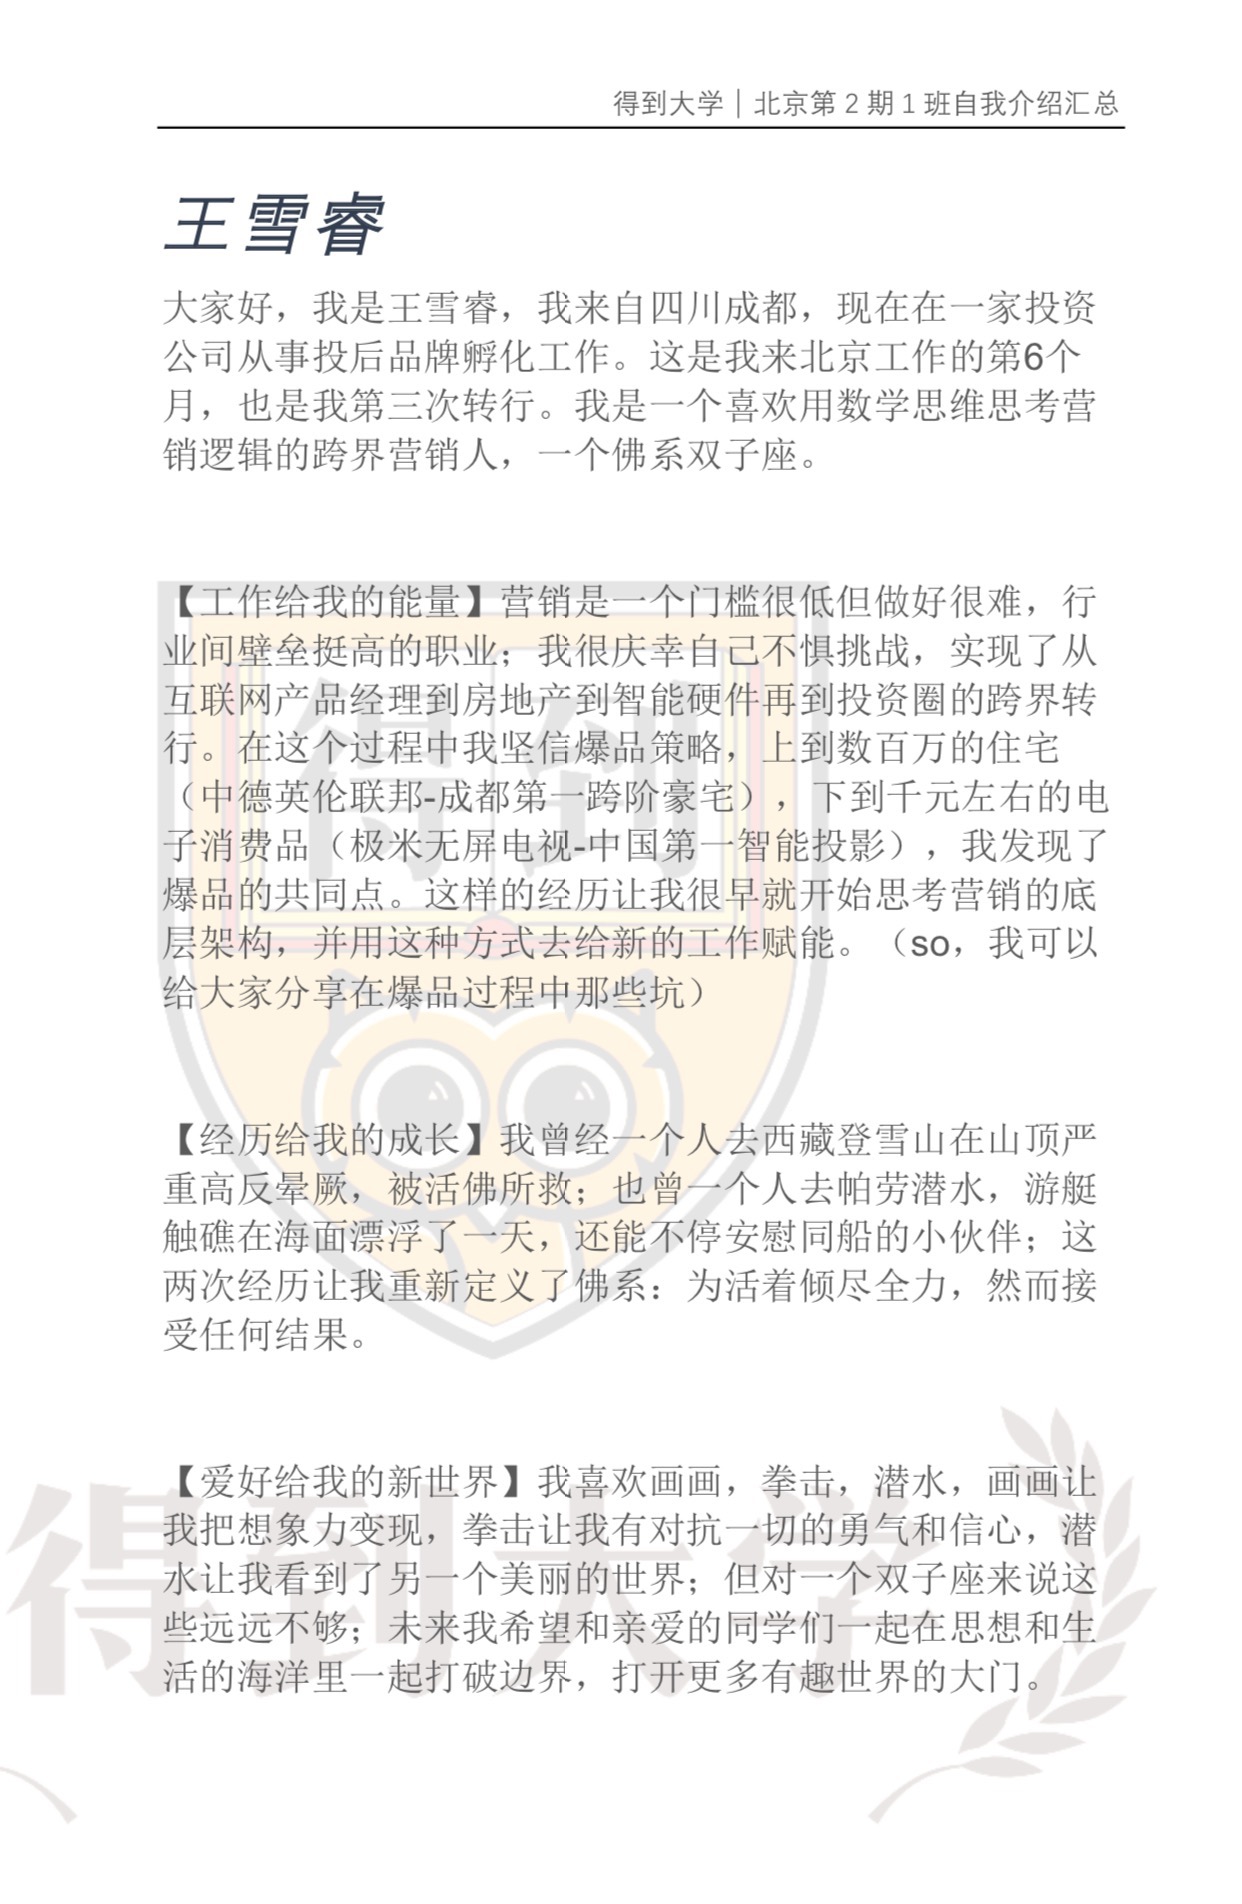 得到大学｜北京第 2 期 1 班自我介绍汇总
王雪睿
大家好，我是王雪睿，我来自四川成都，现在在一家投资
公司从事投后品牌孵化工作。这是我来北京工作的第6个
月，也是我第三次转行。我是一个喜欢用数学思维思考营
销逻辑的跨界营销人，一个佛系双子座。
【工作给我的能量】营销是一个门槛很低但做好很难，行
业间壁垒挺高的职业；我很庆幸自己不惧挑战，实现了从
互联网产品经理到房地产到智能硬件再到投资圈的跨界转
行。在这个过程中我坚信爆品策略，上到数百万的住宅
（中德英伦联邦-成都第一跨阶豪宅），下到千元左右的电
子消费品（极米无屏电视-中国第一智能投影），我发现了
爆品的共同点。这样的经历让我很早就开始思考营销的底
层架构，并用这种方式去给新的工作赋能。（so，我可以
给大家分享在爆品过程中那些坑）
【经历给我的成长】我曾经一个人去西藏登雪山在山顶严
重高反晕厥，被活佛所救；也曾一个人去帕劳潜水，游艇
触礁在海面漂浮了一天，还能不停安慰同船的小伙伴；这
两次经历让我重新定义了佛系：为活着倾尽全力，然而接
受任何结果。
【爱好给我的新世界】我喜欢画画，拳击，潜水，画画让
我把想象力变现，拳击让我有对抗一切的勇气和信心，潜
水让我看到了另一个美丽的世界；但对一个双子座来说这
些远远不够；未来我希望和亲爱的同学们一起在思想和生
活的海洋里一起打破边界，打开更多有趣世界的大门。
得到
得到大学